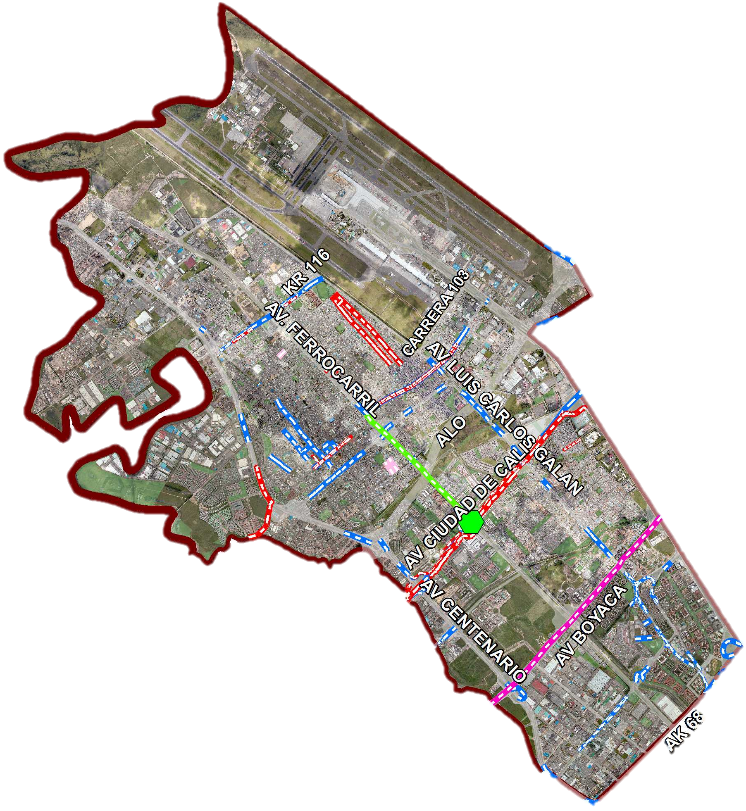 KR 116
CARRERA 103
AV. FERROCARRIL
AV LUIS CARLOS GALAN
ALO
AV CIUDAD DE CALI
AV CENTENARIO
AV BOYACA
AK 68